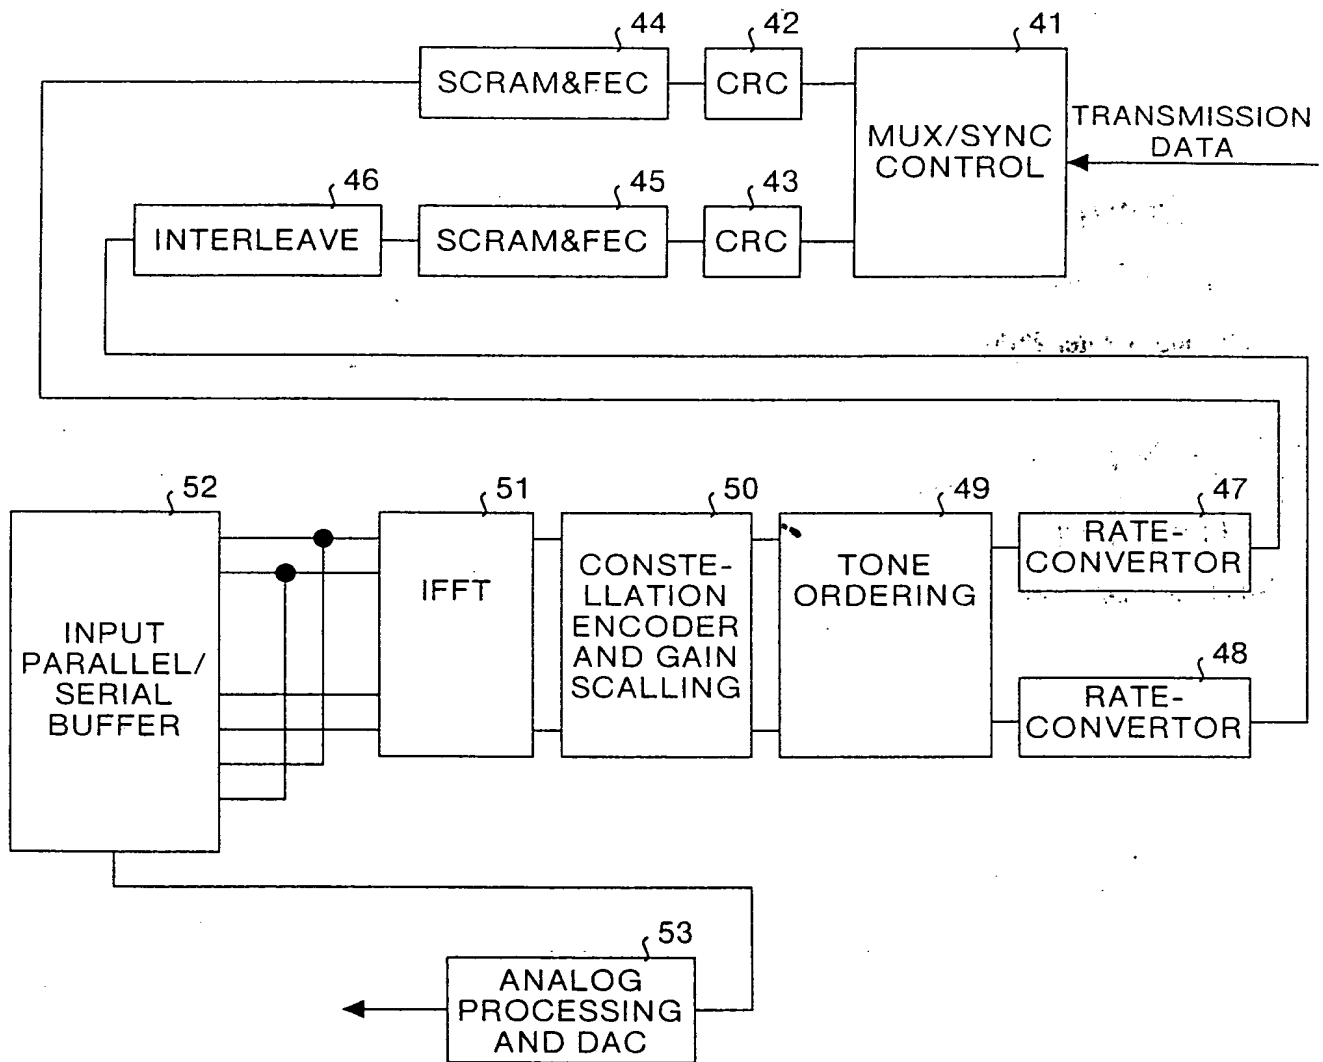 44
42
41
SCRAM&FEC
CRC
MUX/SYNC
CONTROL
TRANSMISSION
DATA
46
45
43
INTERLEAVE
SCRAM&FEC
CRC
52
51
50
49
47
INPUT
PARALLEL/
SERIAL
BUFFER
IFFT
CONSTE-
LLATION
ENCODER
AND GAIN
SCALLING
TONE
ORDERING
RATE-
CONVERTOR
48
RATE-
CONVERTOR
53
ANALOG
PROCESSING
AND DAC